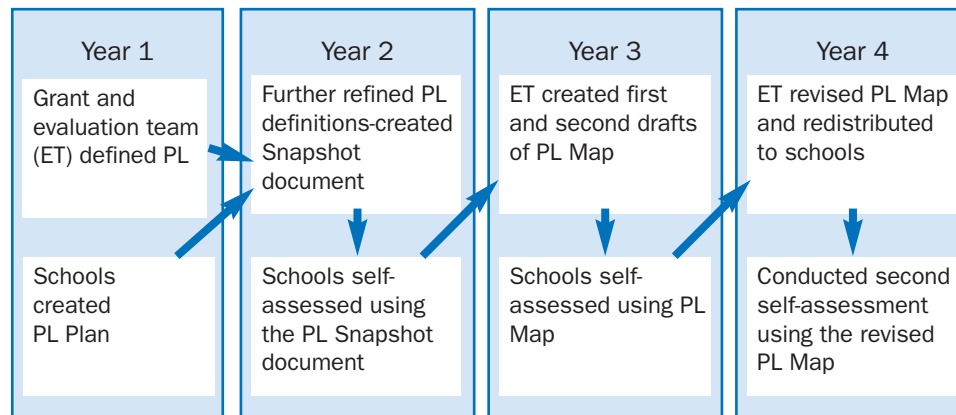 Year 1
Grant and
evaluation team
(ET) defined PL
Schools
created
PL Plan
Year 2
Further refined PL
definitions-created
Snapshot
document
Schools self-
assessed using
the PL Snapshot
document
Year 3
ET created first
and second drafts
of PL Map
Schools self-
assessed using PL
Map
Year 4
ET revised PL Map
and redistributed
to schools
Conducted second
self-assessment
using the revised
PL Map